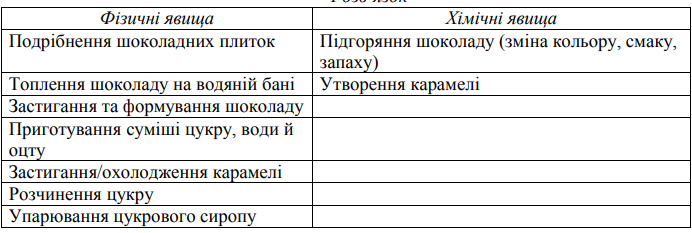 Фізичні явища Хімічні явища
Подрібнення шоколадних плиток Підгоряння шоколаду (зміна кольору, смаку,
запаху)
Топлення шоколаду на водяній бані Утворення карамелі
Застигання та формування шоколаду
Приготування суміші цукру, води й
оцту
Застигання/охолодження карамелі
Розчинення цукру
Упарювання цукрового сиропу